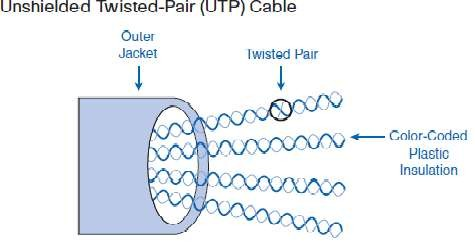 Unshielded Twisted-Pair (UTP) Cable
Outer
Jacket
Twisted Pair
Color-Coded
Plastic
Insulation